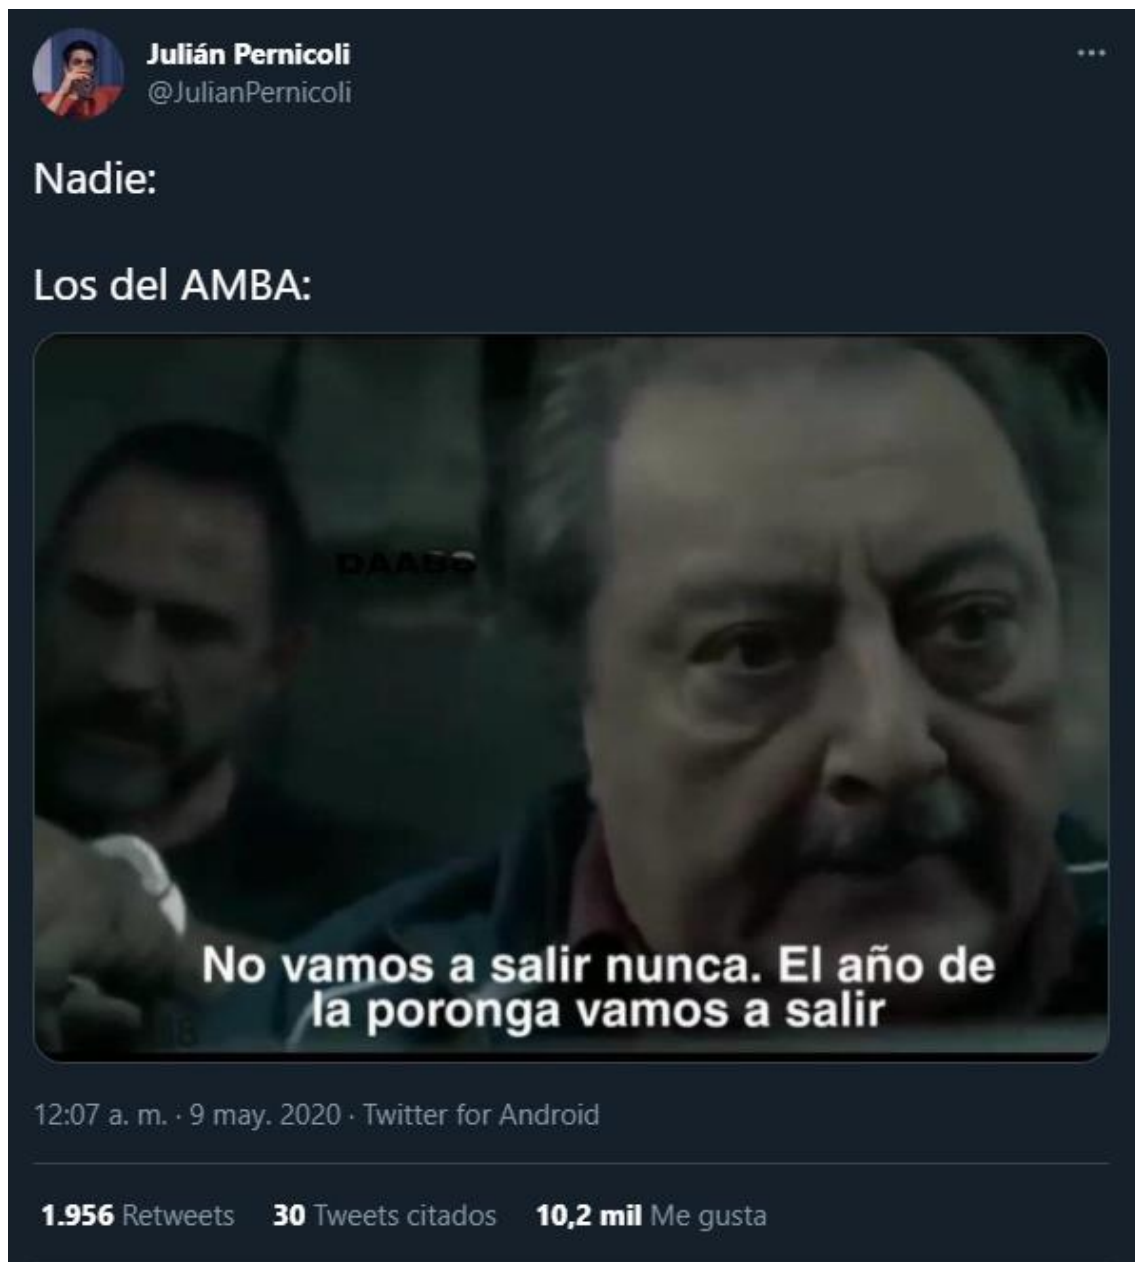 Julián Pernicoli
@JulianPernicoli
Nadie:
Los del AMBA:
No vamos a salir nunca. El año de
la poronga vamos a salir
12:07 a. m. · 9 may. 2020 · Twitter for Android
1.956 Retweets 30 Tweets citados 10,2 mil Me gusta